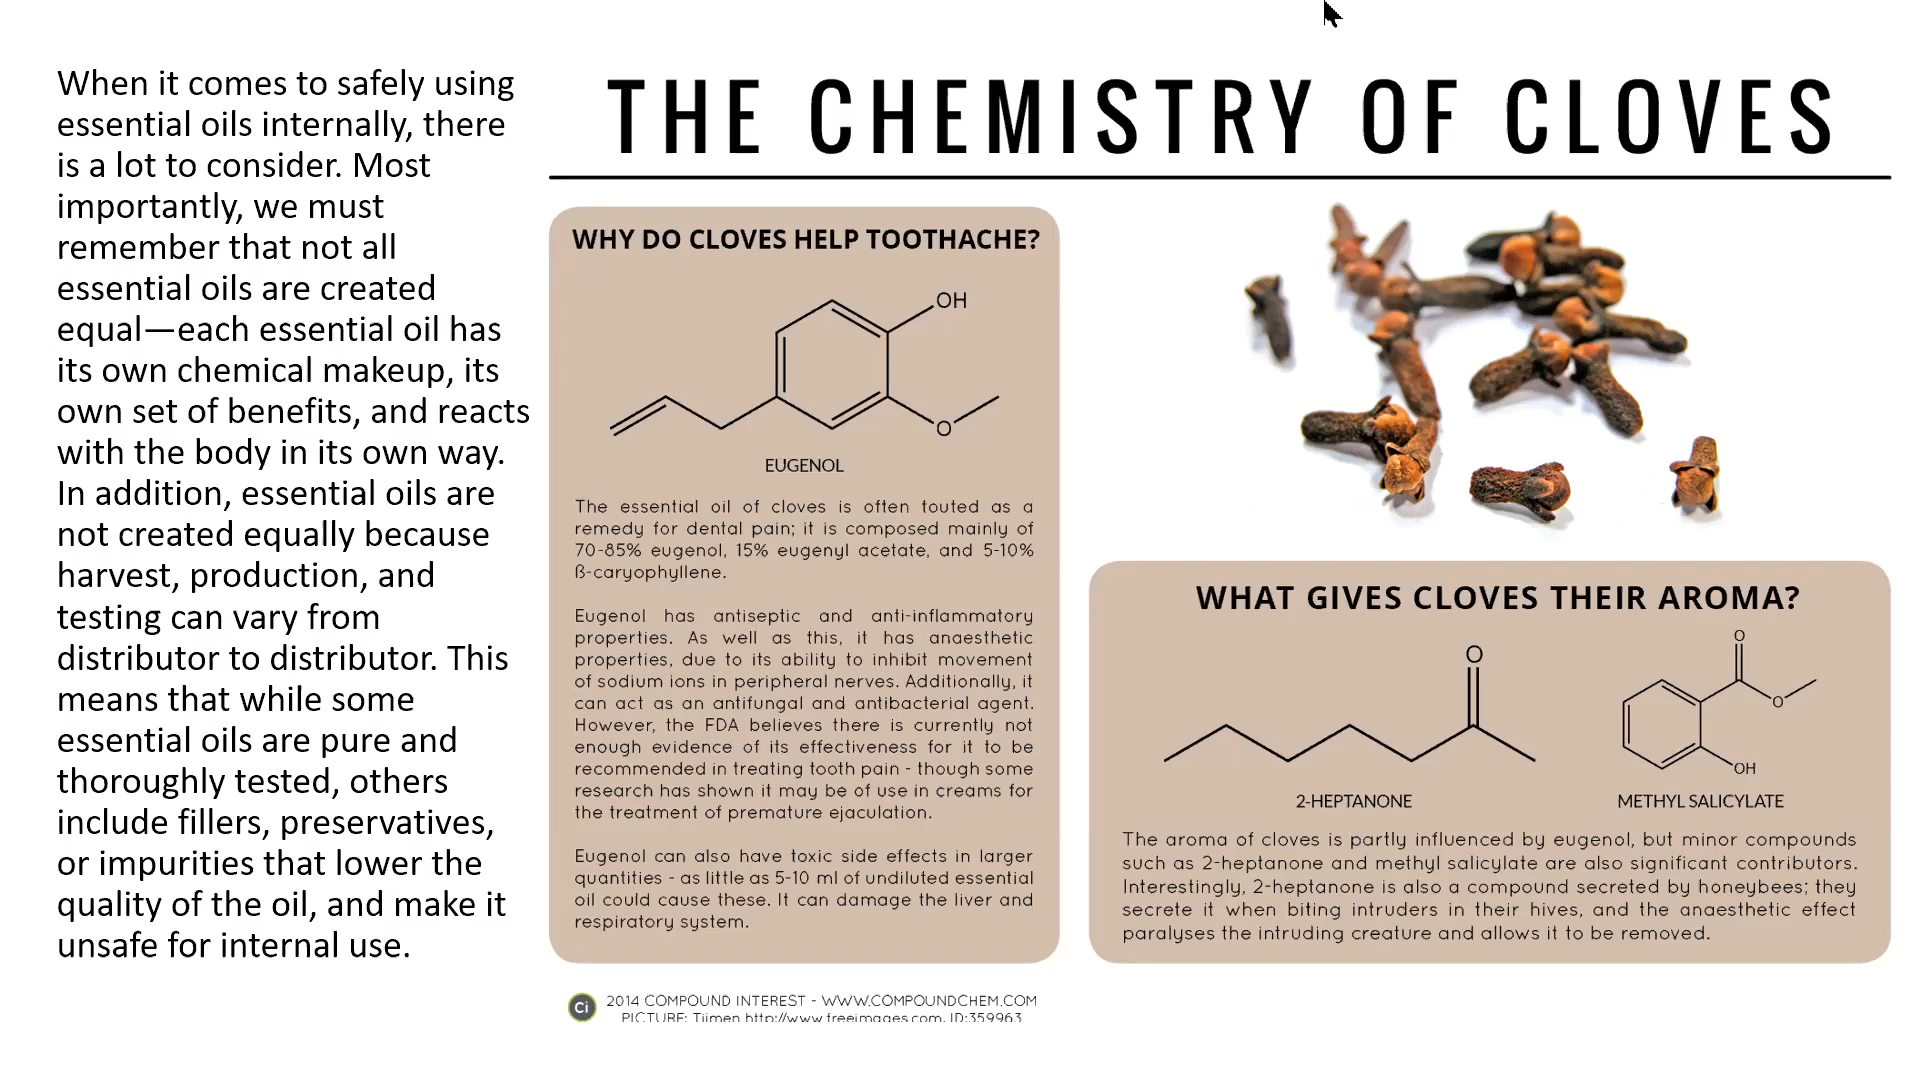 When it comes to safely using
essential oils internally, there
is a lot to consider. Most
importantly, we must
remember that not all
essential oils are created
equal—each essential oil has
its own chemical makeup, its
own set of benefits, and reacts
with the body in its own way.
In addition, essential oils are
not created equally because
harvest, production, and
testing can vary from
distributor to distributor. This
means that while some
essential oils are pure and
thoroughly tested, others
include fillers, preservatives,
or impurities that lower the
quality of the oil, and make it
unsafe for internal use.
THE CHEMISTRY OF CLOVES
WHY DO CLOVES HELP TOOTHACHE?
OH
O
EUGENOL
The essential oil of cloves is often touted as a
remedy for dental pain; it is composed mainly of
70-85% eugenol, 15% eugenyl acetate, and 5-10%
ß-caryophyllene.
Eugenol has antiseptic and anti-inflammatory
properties. As well as this, it has anaesthetic
properties, due to its ability to inhibit movement
of sodium ions in peripheral nerves. Additionally, it
can act as an antifungal and antibacterial agent.
However, the FDA believes there is currently not
enough evidence of its effectiveness for it to be
recommended in treating tooth pain - though some
research has shown it may be of use in creams for
the treatment of premature ejaculation.
Eugenol can also have toxic side effects in larger
quantities - as little as 5-10 ml of undiluted essential
oil could cause these. It can damage the liver and
respiratory system.
WHAT GIVES CLOVES THEIR AROMA?
O
O
O
OH
2-HEPTANONE
METHYL SALICYLATE
The aroma of cloves is partly influenced by eugenol, but minor compounds
such as 2-heptanone and methyl salicylate are also significant contributors.
Interestingly, 2-heptanone is also a compound secreted by honeybees; they
secrete it when biting intruders in their hives, and the anaesthetic effect
paralyses the intruding creature and allows it to be removed.
Ci
2014 COMPOUND INTEREST - WWW.COMPOUNDCHEM.COM
PICTURE: Tijmen http://www.freeimages.com, ID:359963